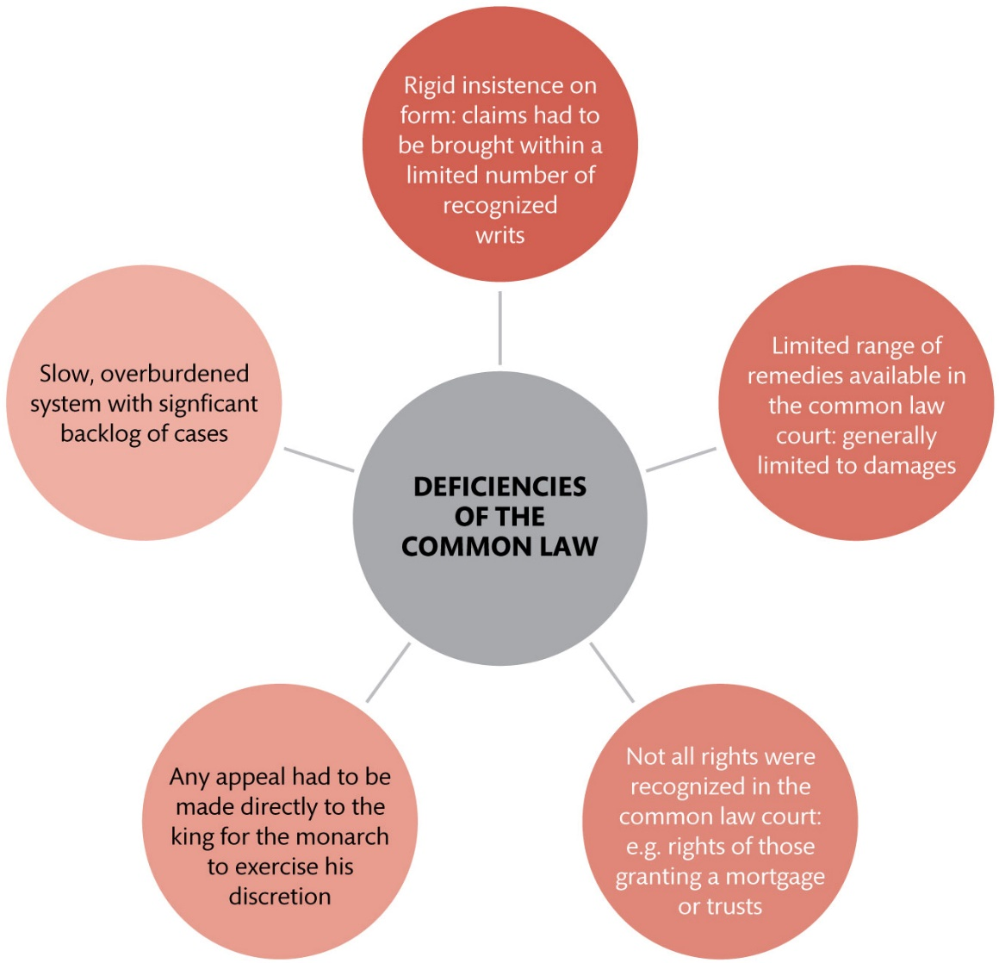 Rigid insistence on
form: claims had to
be brought within a
limited number of
recognized
writs
Limited range of
remedies available in
the common law
court: generally
limited to damages
Not all rights were
recognized in the
common law court:
e.g. rights of those
granting a mortgage
or trusts
Any appeal had to be
made directly to the
king for the monarch
to exercise his
discretion
Slow, overburdened
system with signficant
backlog of cases
DEFICIENCIES
OF THE
COMMON LAW